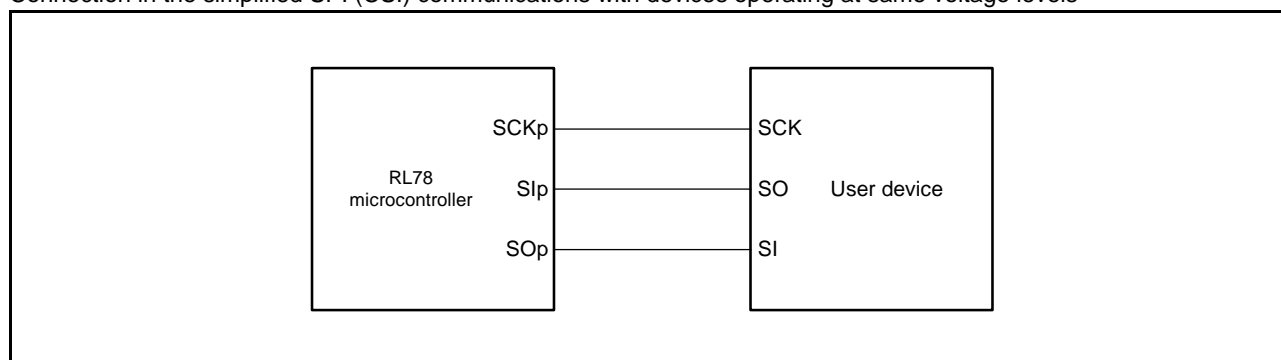 Connection in the simplified SPI (CSI) communications with devices operating at same voltage levels
SCKp
SCK
RL78
microcontroller
SIp
SO
User device
SOp
SI